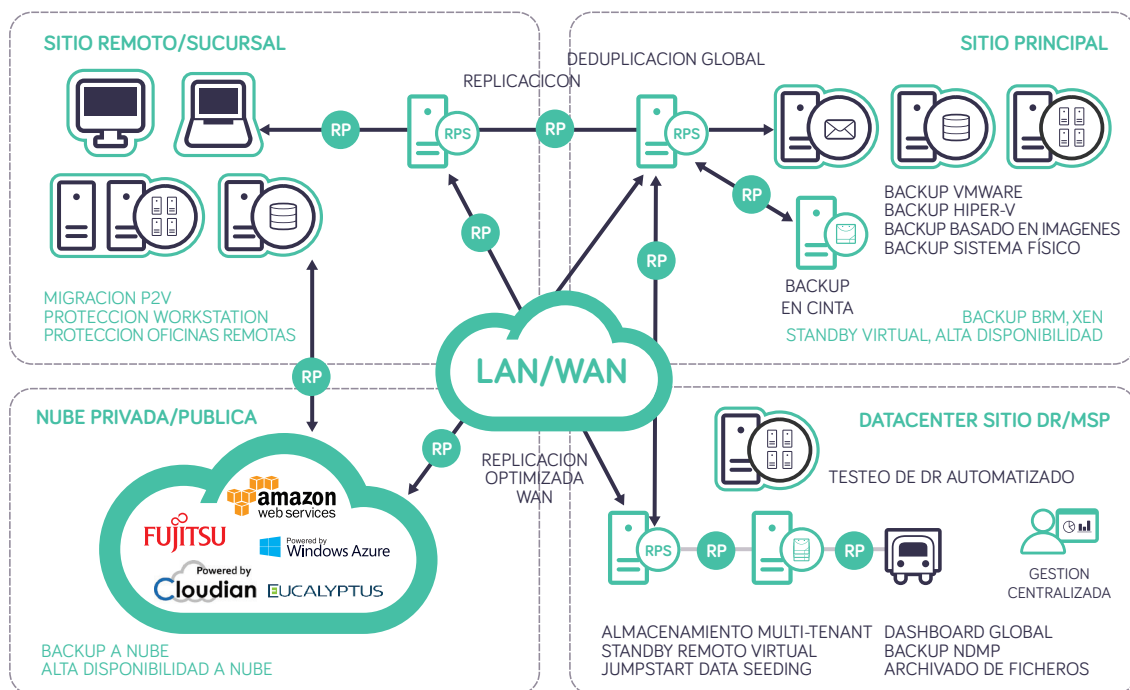 SITIO REMOTO/SUCURSAL
REPLICACICON
DEDUPLICACION GLOBAL
SITIO PRINCIPAL
RP
RPS
RP
RPS
RP
RP
RP
MIGRACION P2V
PROTECCION WORKSTATION
PROTECCION OFICINAS REMOTAS
BACKUP
EN CINTA
BACKUP VMWARE
BACKUP HIPER-V
BACKUP BASADO EN IMAGENES
BACKUP SISTEMA FÍSICO
BACKUP BRM, XEN
STANDBY VIRTUAL, ALTA DISPONIBILIDAD
LAN/WAN
RP
NUBE PRIVADA/PUBLICA
RP
REPLICACION
OPTIMIZADA
WAN
amazon
web services
FUJITSU
Powered by
Windows Azure
Powered by
Cloudian
EUCALYPTUS
BACKUP A NUBE
ALTA DISPONIBILIDAD A NUBE
DATACENTER SITIO DR/MSP
TESTEO DE DR AUTOMATIZADO
RPS
RP
RP
GESTION
CENTRALIZADA
ALMACENAMIENTO MULTI-TENANT
STANDBY REMOTO VIRTUAL
JUMPSTART DATA SEEDING
DASHBOARD GLOBAL
BACKUP NDMP
ARCHIVADO DE FICHEROS